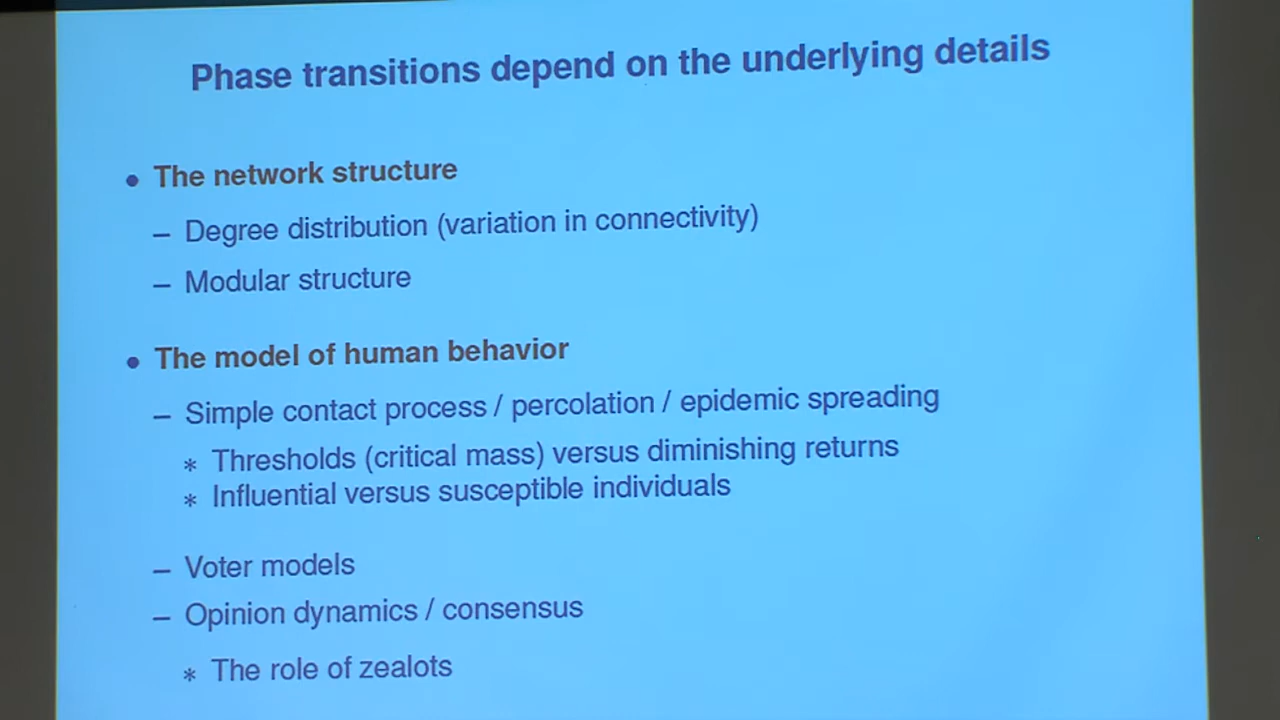 Phase transitions depend on the underlying details
• The network structure
– Degree distribution (variation in connectivity)
– Modular structure
• The model of human behavior
– Simple contact process / percolation / epidemic spreading
* Thresholds (critical mass) versus diminishing returns
* Influential versus susceptible individuals
– Voter models
– Opinion dynamics / consensus
* The role of zealots